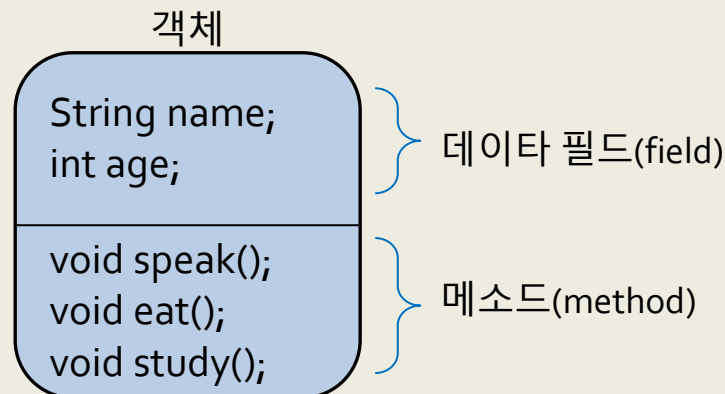 객체
String name;
int age;
데이타 필드(field)
void speak();
void eat();
void study();
메소드(method)